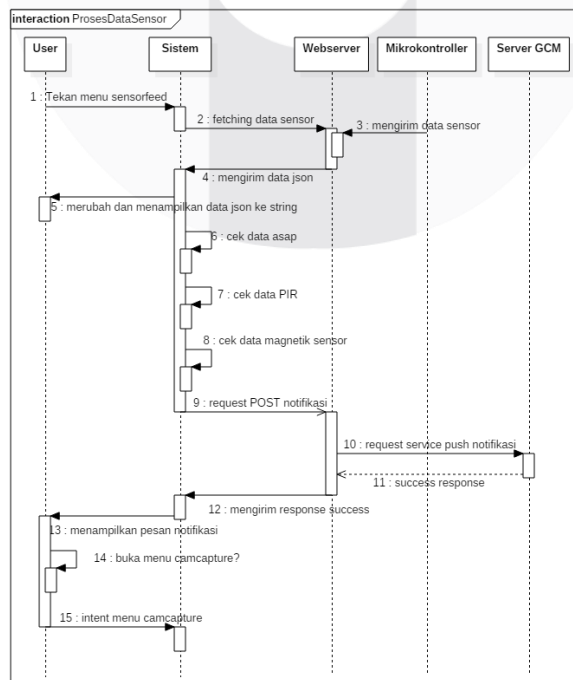 interaction ProsesDataSensor
User
Sistem
Webserver
Mikrokontroller
Server GCM
1 : Tekan menu sensorfeed
2 : fetching data sensor
3 : mengirim data sensor
4 : mengirim data json
5 : merubah dan menampilkan data json ke string
6 : cek data asap
7 : cek data PIR
8 : cek data magnetik sensor
9 : request POST notifikasi
10 : request service push notifikasi
11 : success response
12 : mengirim response success
13 : menampilkan pesan notifikasi
14 : buka menu camcapture?
15 : intent menu camcapture